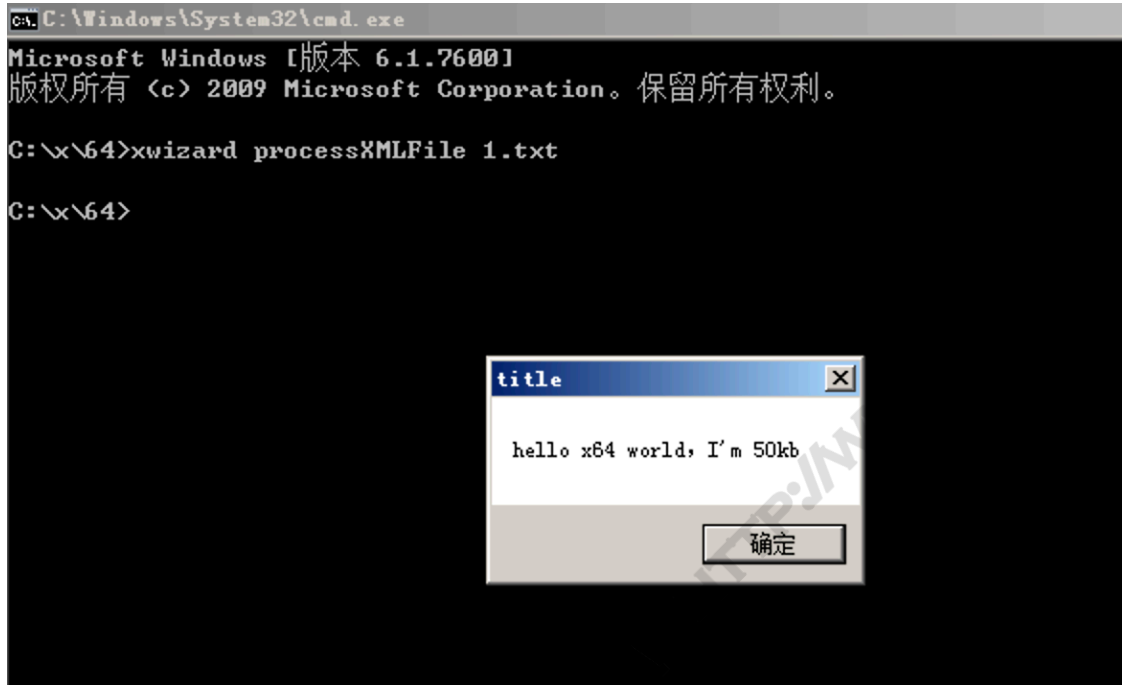 C:\Windows\System32\cmd.exe
Microsoft Windows [版本 6.1.7600]
版权所有 (c) 2009 Microsoft Corporation。保留所有权利。
C:\x\64>xwizard processXMLFile 1.txt
C:\x\64>
title
hello x64 world, I'm 50kb
确定
TTP://W